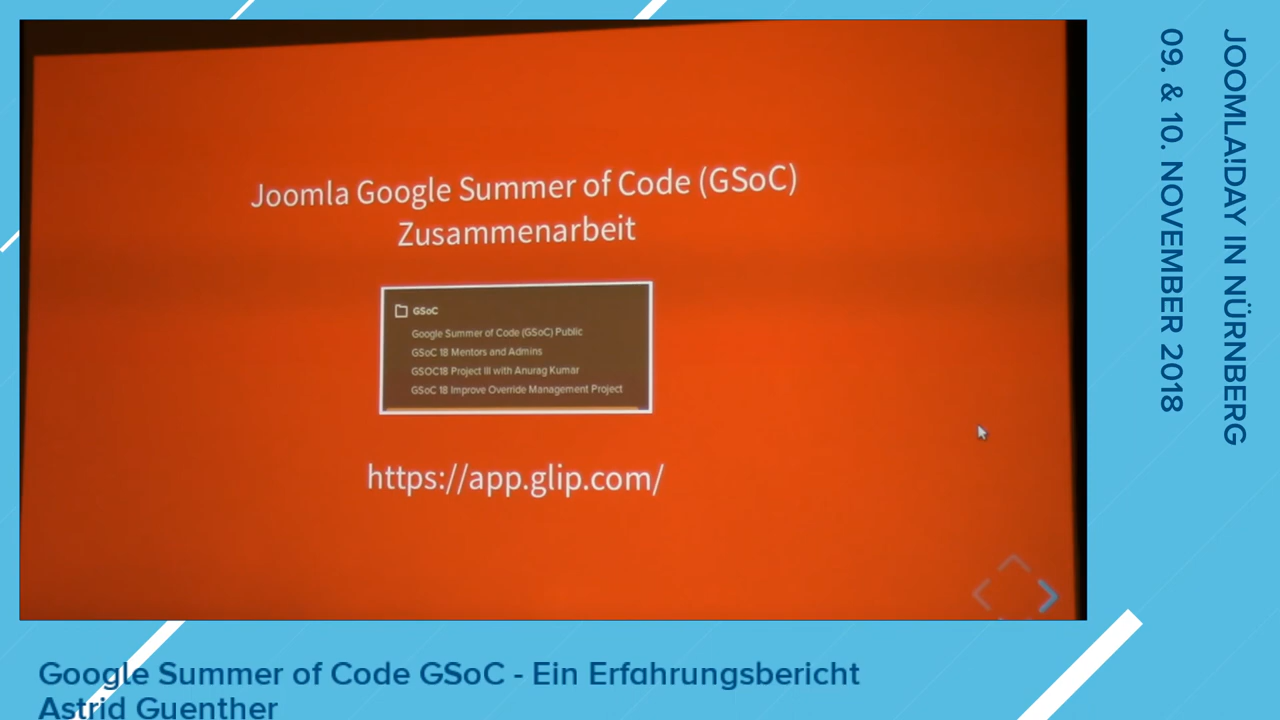 Joomla Google Summer of Code (GSoC)
Zusammenarbeit
GSoC
Google Summer of Code (GSoC) Public
GSoC 18 Mentors and Admins
GSOC18 Project III with Anurag Kumar
GSoC 18 Improve Override Management Project
https://app.glip.com/
JOOMLA!DAY IN NÜRNBERG
09. & 10. NOVEMBER 2018
Google Summer of Code GSoC - Ein Erfahrungsbericht
Astrid Guenther